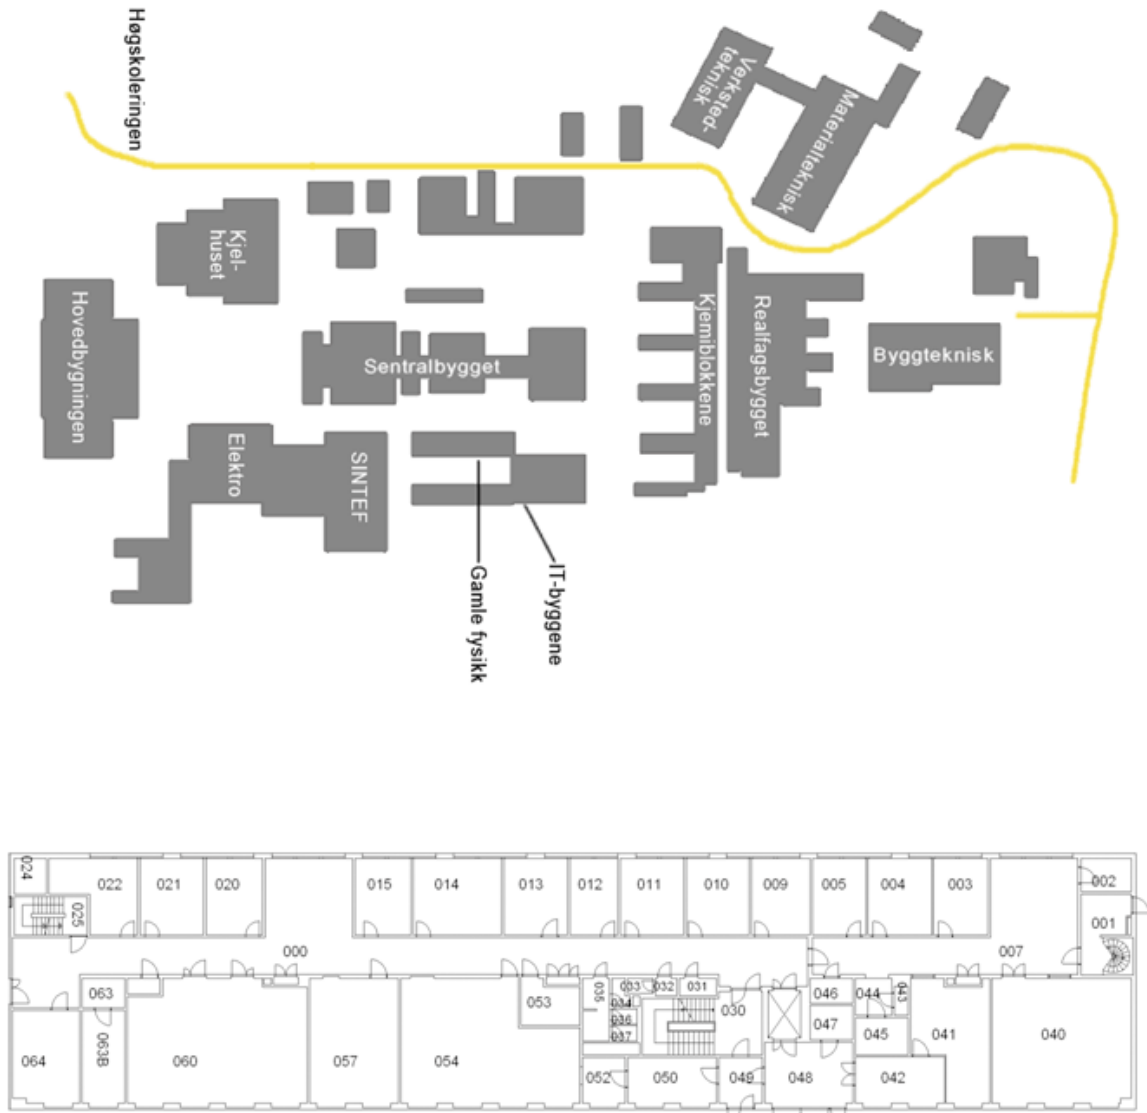 Høgskoleringen
Verksted-
teknisk
Materialteknisk
Kjel-
huset
Hovedbygningen
Sentralbygget
Kjemiblokkene
Realfagsbygget
Byggteknisk
Elektro
SINTEF
IT-byggene
Gamle fysikk
024
022
021
020
015
014
013
012
011
010
009
005
004
003
002
025
001
000
007
063
053
035
033
032
031
034
036
037
030
046
047
044
043
045
041
040
064
063B
060
057
054
052
050
049
048
042